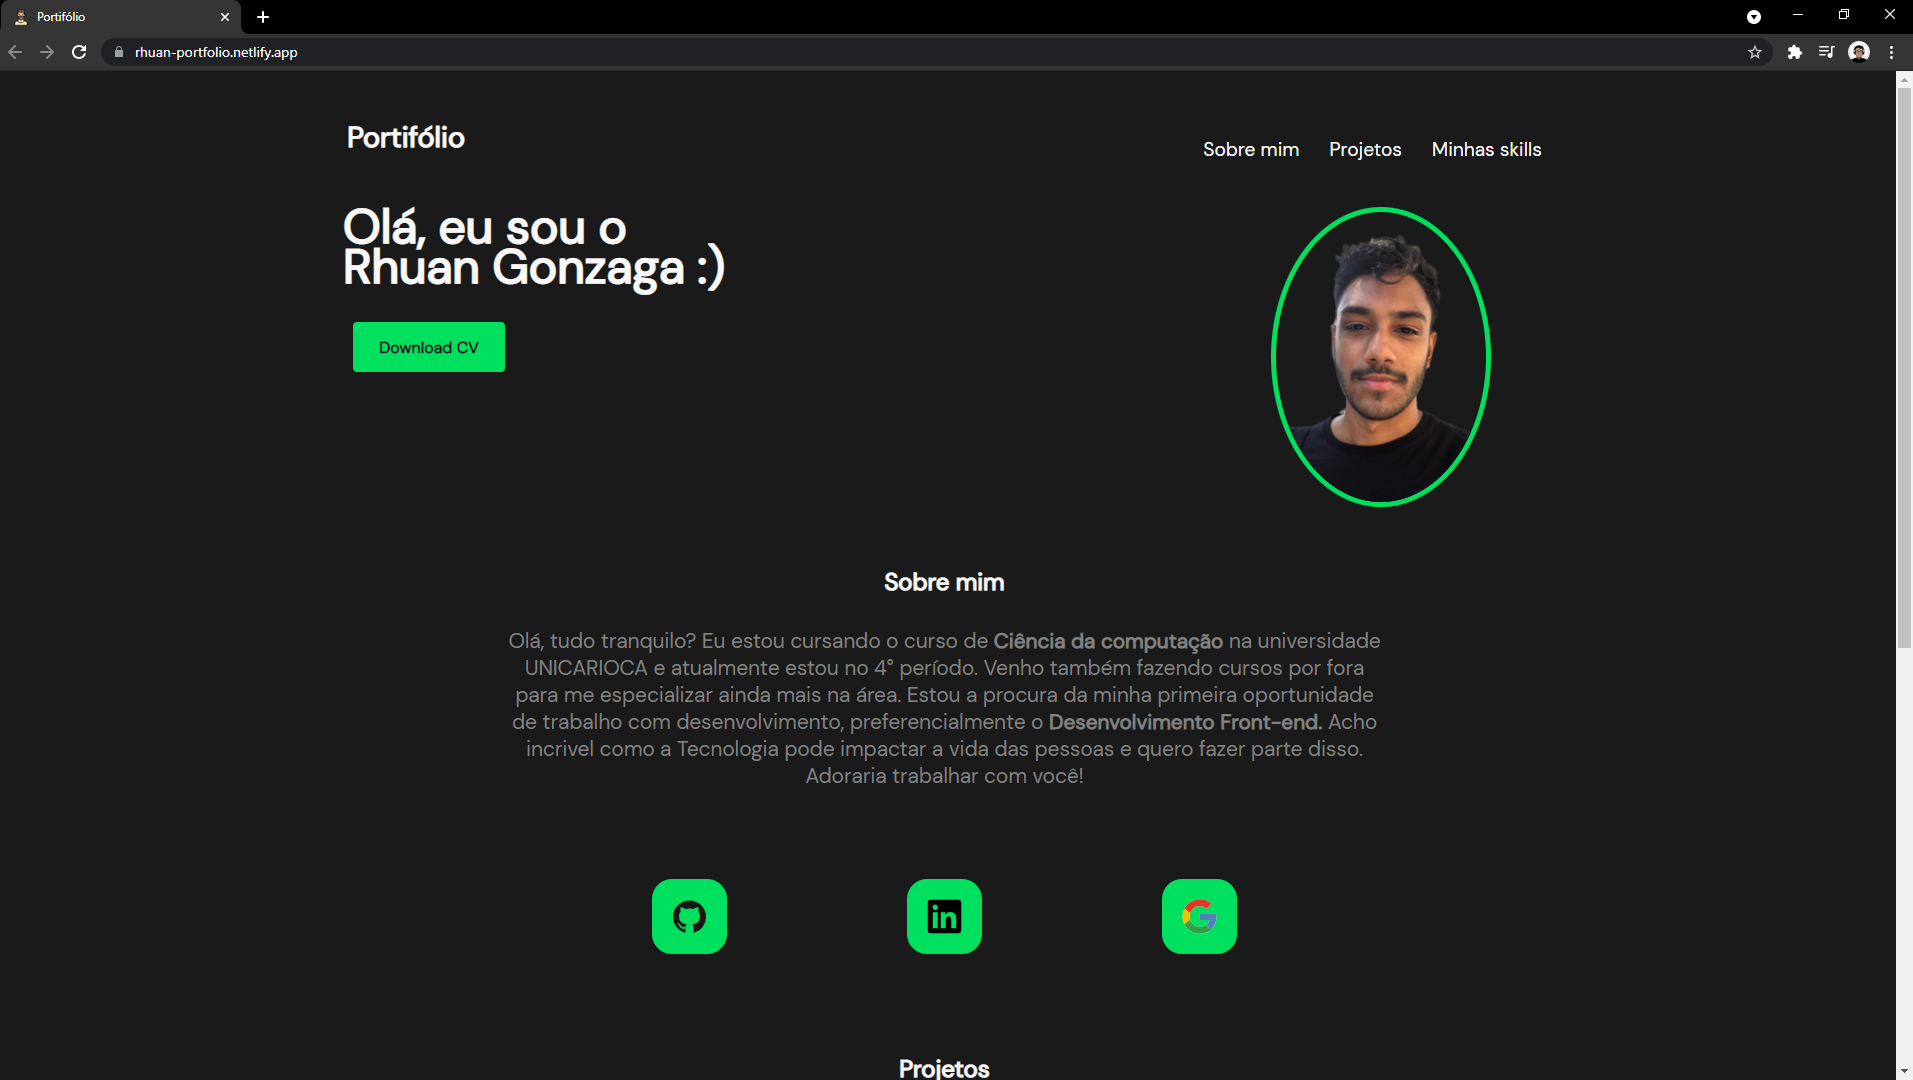 Portifólio
rhuan-portfolio.netlify.app
Portifólio
Sobre mim Projetos Minhas skills
Olá, eu sou o
Rhuan Gonzaga :)
Download CV
Sobre mim
Olá, tudo tranquilo? Eu estou cursando o curso de Ciência da computação na universidade
UNICARIOCA e atualmente estou no 4° período. Venho também fazendo cursos por fora
para me especializar ainda mais na área. Estou a procura da minha primeira oportunidade
de trabalho com desenvolvimento, preferencialmente o Desenvolvimento Front-end. Acho
incrivel como a Tecnologia pode impactar a vida das pessoas e quero fazer parte disso.
Adoraria trabalhar com você!
in
G
Projetos